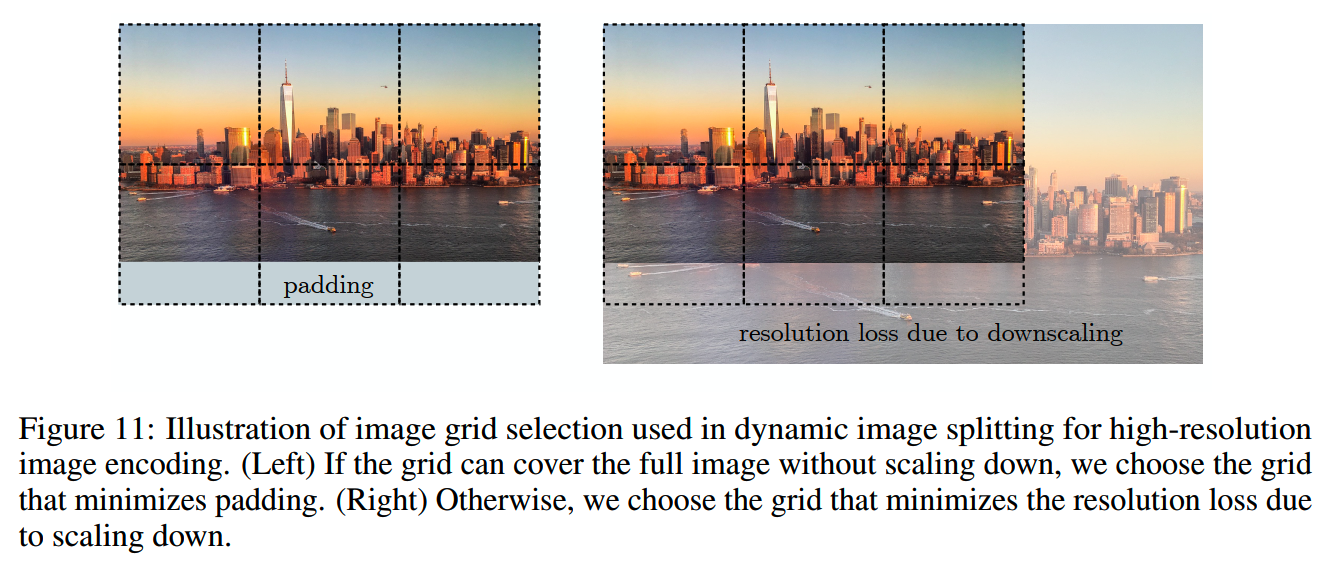 padding
resolution loss due to downscaling
Figure 11: Illustration of image grid selection used in dynamic image splitting for high-resolution
image encoding. (Left) If the grid can cover the full image without scaling down, we choose the grid
that minimizes padding. (Right) Otherwise, we choose the grid that minimizes the resolution loss due
to scaling down.